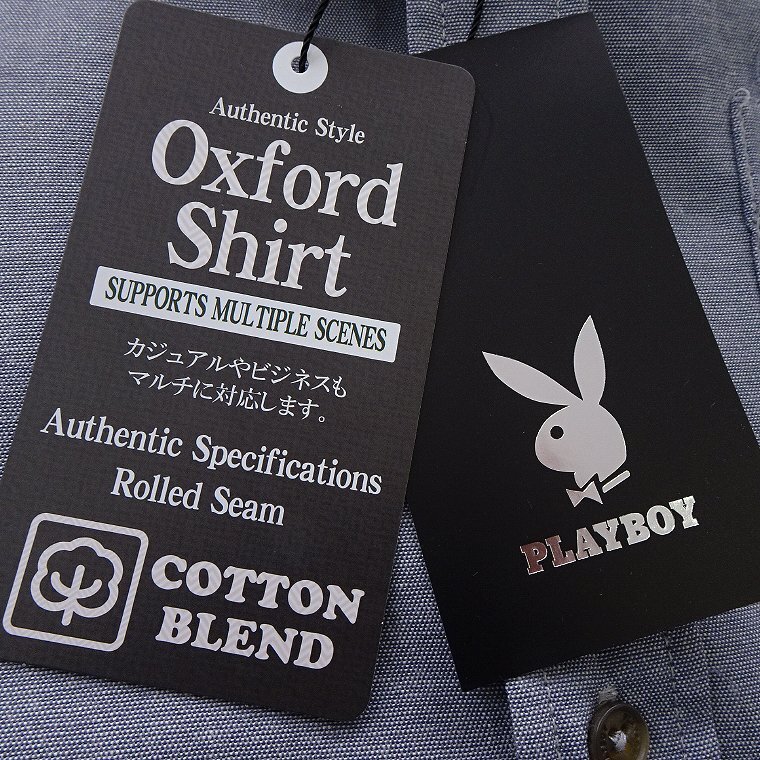 Authentic Style
Oxford
Shirt
SUPPORTS MULTIPLE SCENES
カジュアルやビジネスも
マルチに対応します。
Authentic Specifications
Rolled Seam
COTTON
BLEND
PLAYBOY